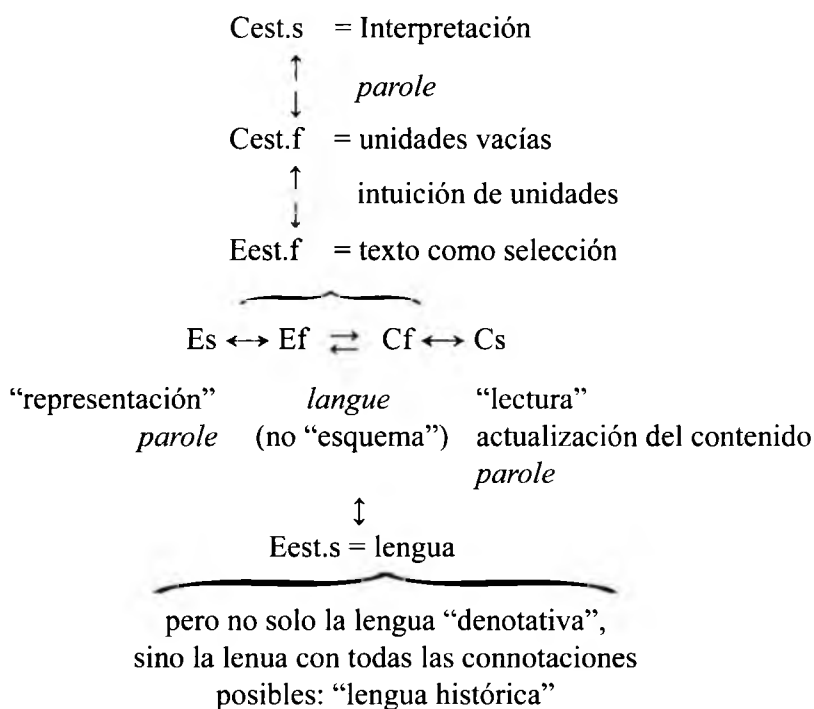 Cest.s = Interpretación
↑
↓ parole
Cest.f = unidades vacías
↑
↓ intuición de unidades
Eest.f = texto como selección
Es ↔ Ef ⇄ Cf ↔ Cs
“representación” langue “lectura”
parole (no “esquema”) actualización del contenido
parole
↕
Eest.s = lengua
pero no solo la lengua “denotativa”,
sino la lenua con todas las connotaciones
posibles: “lengua histórica”